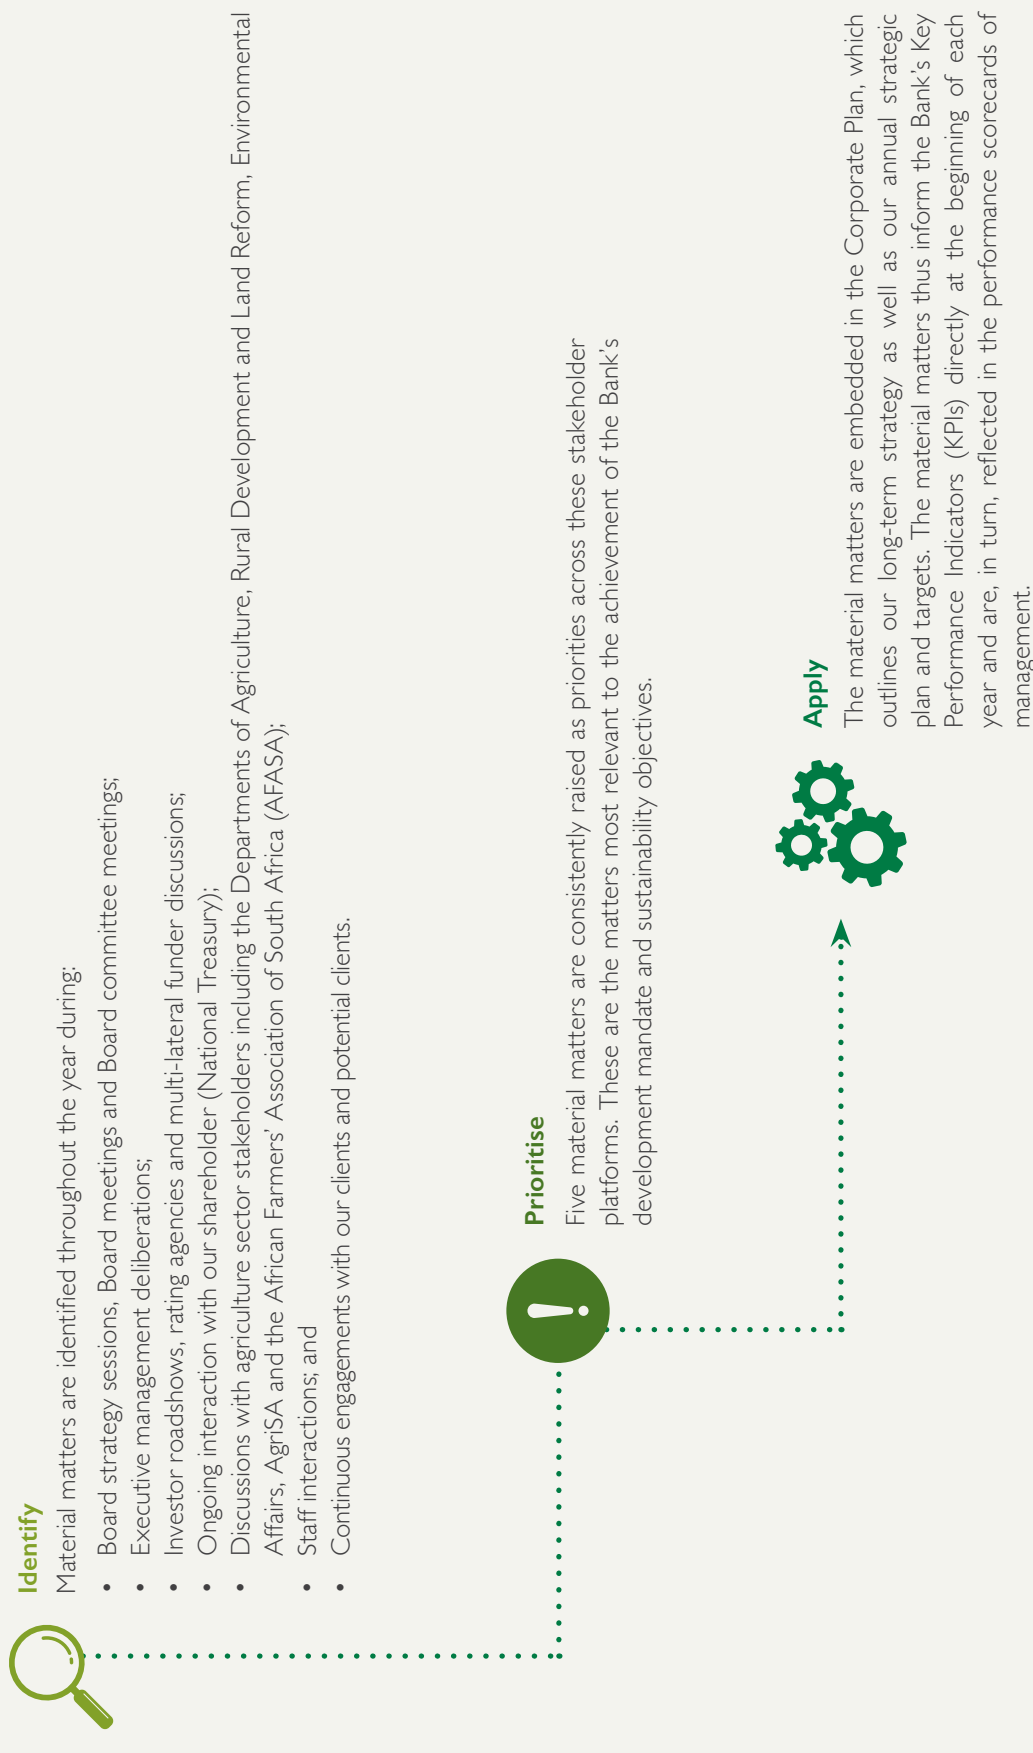 Identify
Material matters are identified throughout the year during:
• Board strategy sessions, Board meetings and Board committee meetings;
• Executive management deliberations;
• Investor roadshows, rating agencies and multi-lateral funder discussions;
• Ongoing interaction with our shareholder (National Treasury);
• Discussions with agriculture sector stakeholders including the Departments of Agriculture, Rural Development and Land Reform, Environmental
Affairs, AgriSA and the African Farmers’ Association of South Africa (AFASA);
• Staff interactions; and
• Continuous engagements with our clients and potential clients.
Prioritise
Five material matters are consistently raised as priorities across these stakeholder
platforms. These are the matters most relevant to the achievement of the Bank’s
development mandate and sustainability objectives.
Apply
The material matters are embedded in the Corporate Plan, which
outlines our long-term strategy as well as our annual strategic
plan and targets. The material matters thus inform the Bank’s Key
Performance Indicators (KPIs) directly at the beginning of each
year and are, in turn, reflected in the performance scorecards of
management.